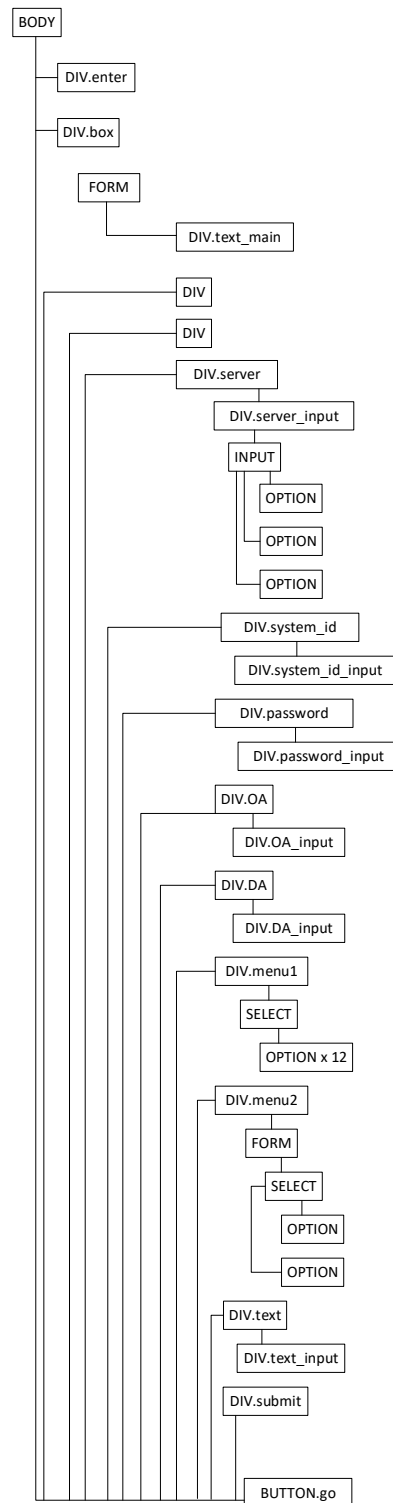 BODY
DIV.enter
DIV.box
FORM
DIV.text_main
DIV
DIV
DIV.server
DIV.server_input
INPUT
OPTION
OPTION
OPTION
DIV.system_id
DIV.system_id_input
DIV.password
DIV.password_input
DIV.OA
DIV.OA_input
DIV.DA
DIV.DA_input
DIV.menu1
SELECT
OPTION x 12
DIV.menu2
FORM
SELECT
OPTION
OPTION
DIV.text
DIV.text_input
DIV.submit
BUTTON.go